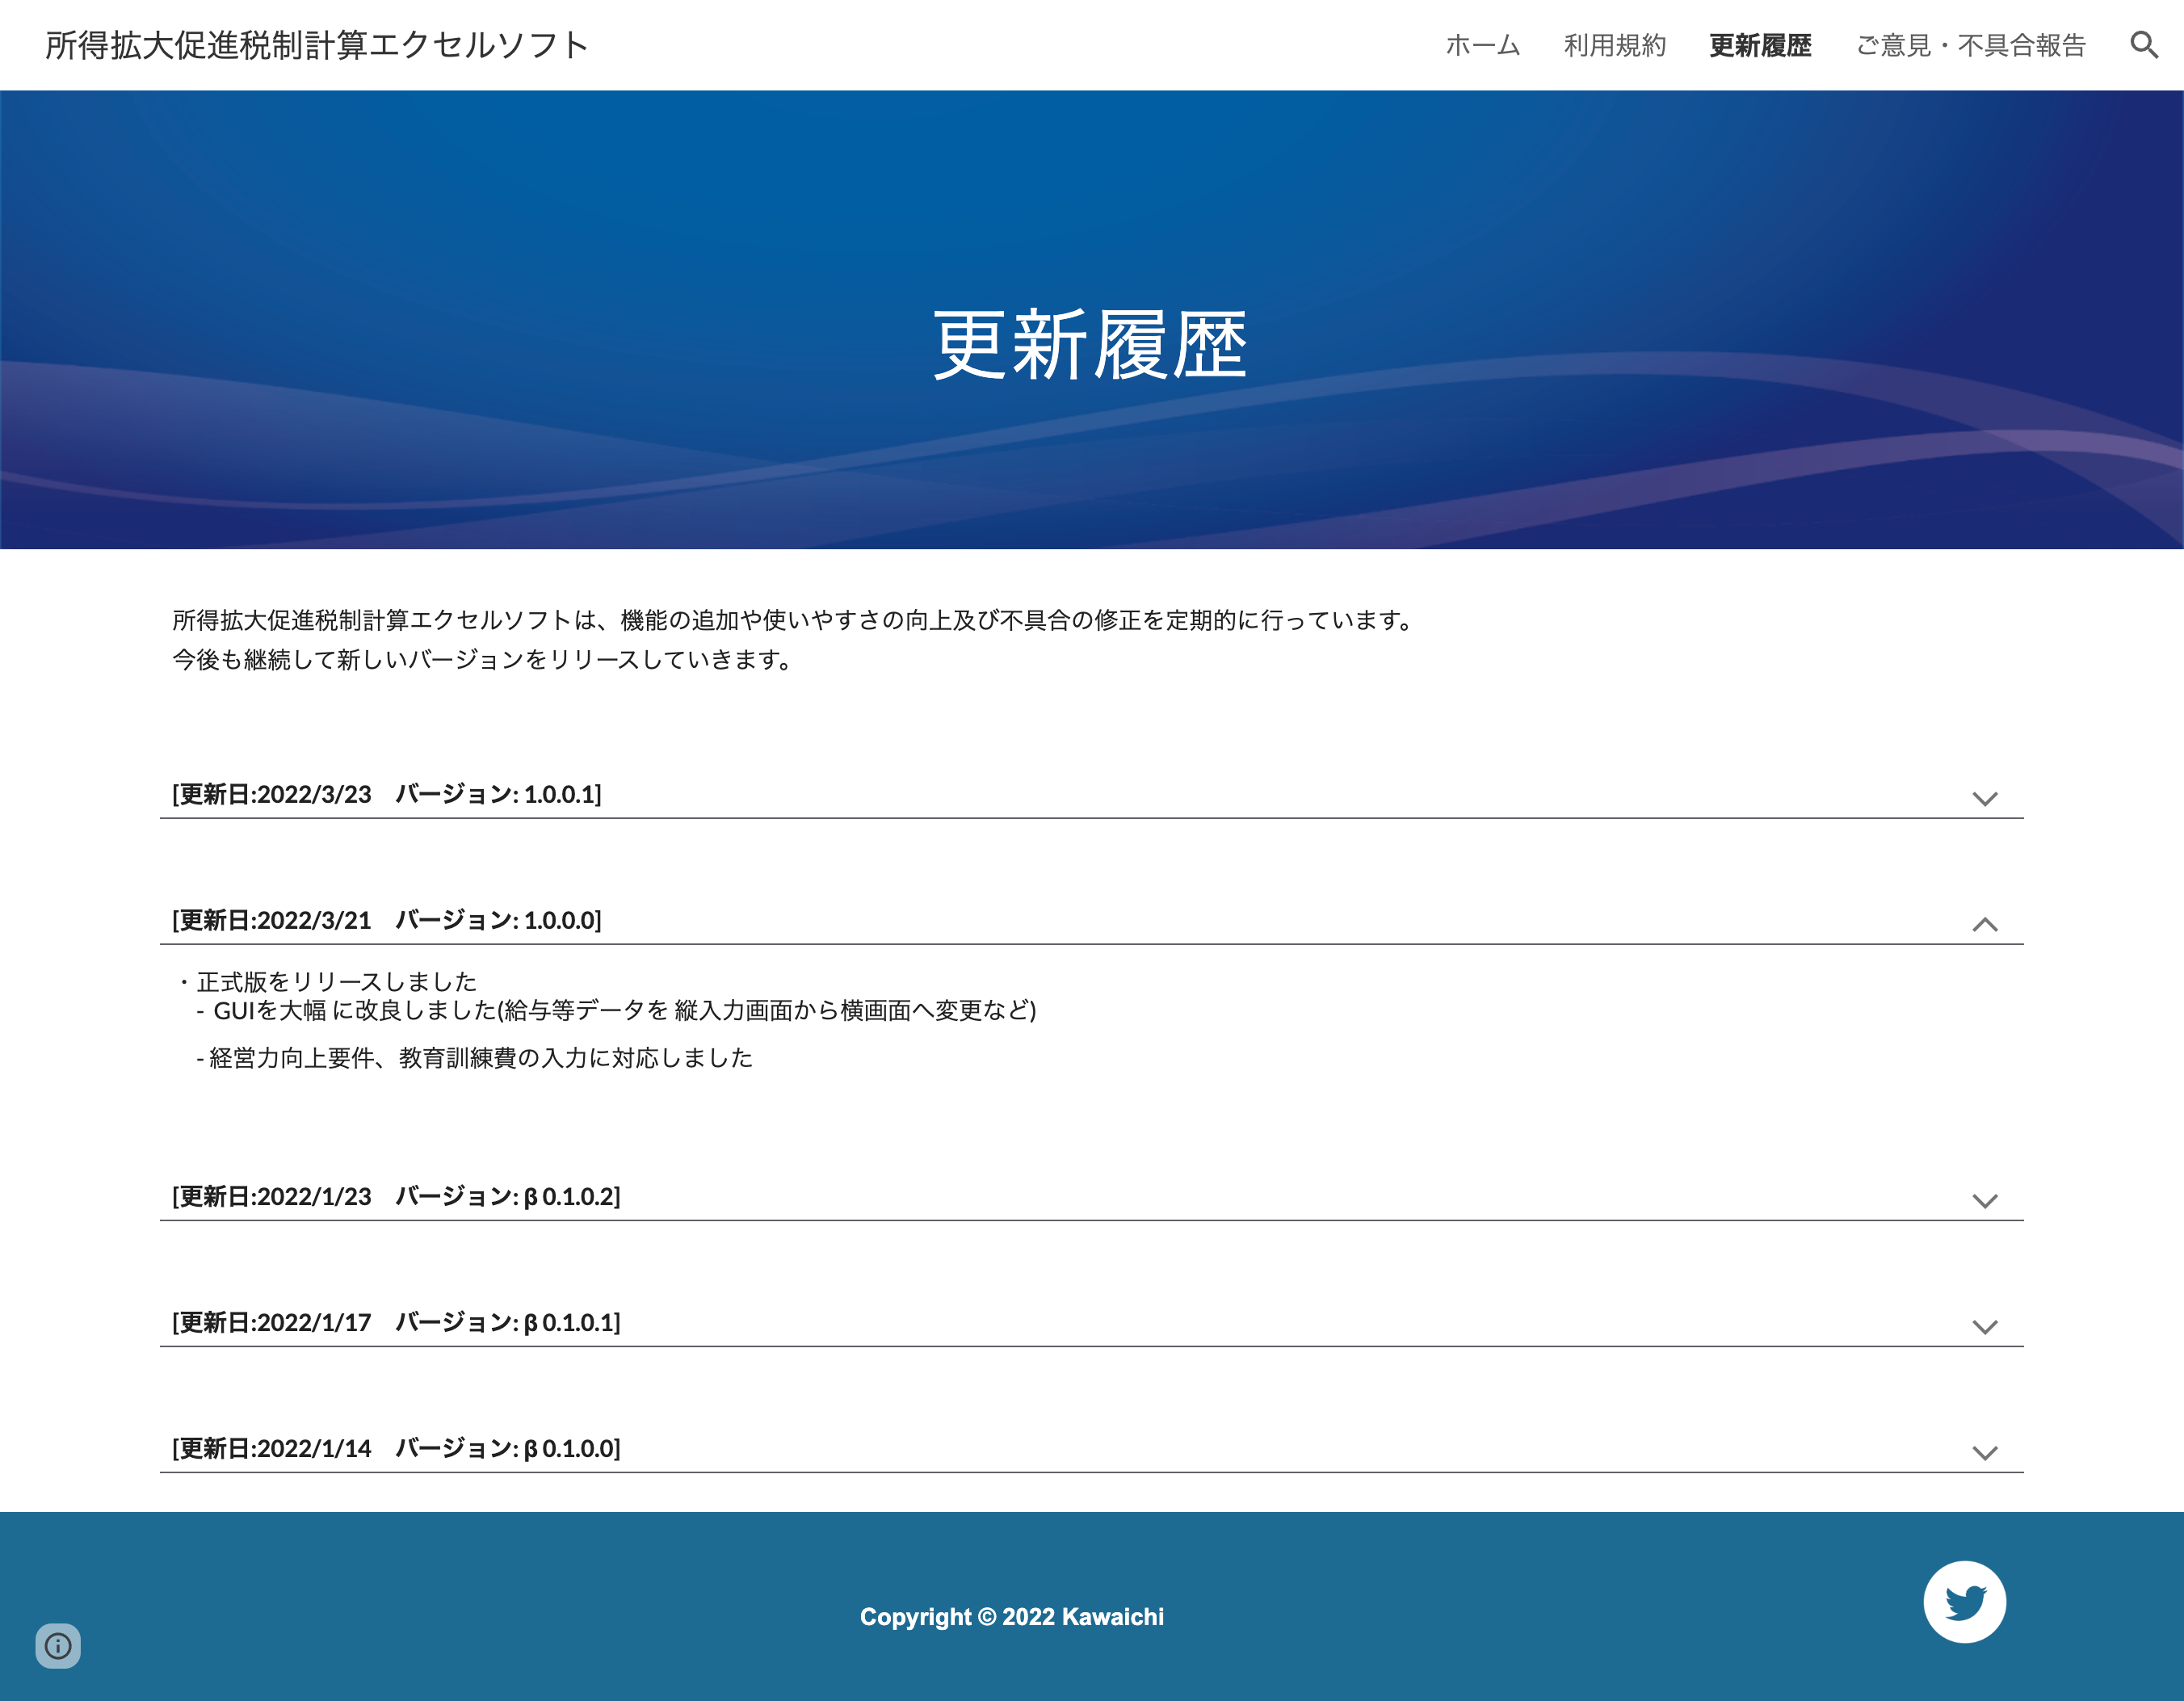 所得拡大促進税制計算エクセルソフト
ホーム 利用規約 更新履歴 ご意見・不具合報告
更新履歴
所得拡大促進税制計算エクセルソフトは、機能の追加や使いやすさの向上及び不具合の修正を定期的に行っています。
今後も継続して新しいバージョンをリリースしていきます。
[更新日:2022/3/23　バージョン: 1.0.0.1]
[更新日:2022/3/21　バージョン: 1.0.0.0]
・正式版をリリースしました
- GUIを大幅 に改良しました(給与等データを 縦入力画面から横画面へ変更など)
- 経営力向上要件、教育訓練費の入力に対応しました
[更新日:2022/1/23　バージョン: β 0.1.0.2]
[更新日:2022/1/17　バージョン: β 0.1.0.1]
[更新日:2022/1/14　バージョン: β 0.1.0.0]
Copyright © 2022 Kawaichi